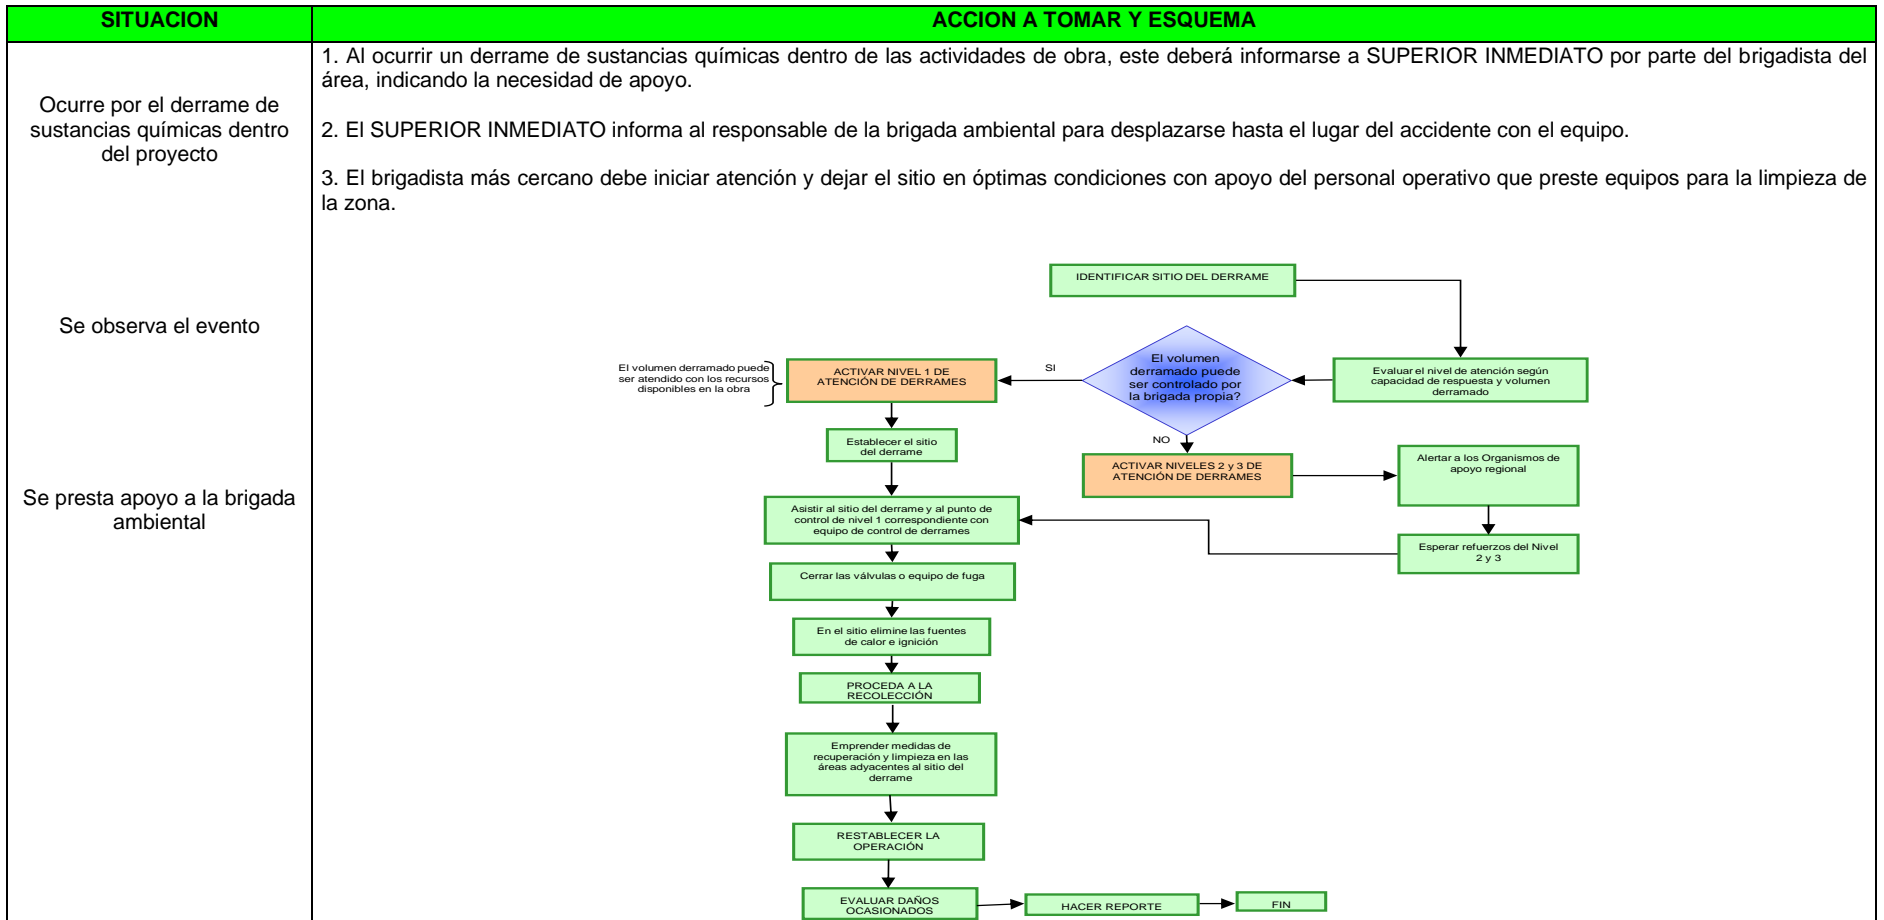 SITUACION
ACCION A TOMAR Y ESQUEMA
Ocurre por el derrame de
sustancias químicas dentro
del proyecto
Se observa el evento
Se presta apoyo a la brigada
ambiental
1. Al ocurrir un derrame de sustancias químicas dentro de las actividades de obra, este deberá informarse a SUPERIOR INMEDIATO por parte del brigadista del
área, indicando la necesidad de apoyo.
2. El SUPERIOR INMEDIATO informa al responsable de la brigada ambiental para desplazarse hasta el lugar del accidente con el equipo.
3. El brigadista más cercano debe iniciar atención y dejar el sitio en óptimas condiciones con apoyo del personal operativo que preste equipos para la limpieza de
la zona.
IDENTIFICAR SITIO DEL DERRAME
Evaluar el nivel de atención según
capacidad de respuesta y volumen
derramado
El volumen
derramado puede
ser controlado por
la brigada propia?
SI
ACTIVAR NIVEL 1 DE
ATENCIÓN DE DERRAMES
El volumen derramado puede
ser atendido con los recursos
disponibles en la obra
NO
ACTIVAR NIVELES 2 y 3 DE
ATENCIÓN DE DERRAMES
Alertar a los Organismos de
apoyo regional
Esperar refuerzos del Nivel
2 y 3
Establecer el sitio
del derrame
Asistir al sitio del derrame y al punto de
control de nivel 1 correspondiente con
equipo de control de derrames
Cerrar las válvulas o equipo de fuga
En el sitio elimine las fuentes
de calor e ignición
PROCEDA A LA
RECOLECCIÓN
Emprender medidas de
recuperación y limpieza en las
áreas adyacentes al sitio del
derrame
RESTABLECER LA
OPERACIÓN
EVALUAR DAÑOS
OCASIONADOS
HACER REPORTE
FIN